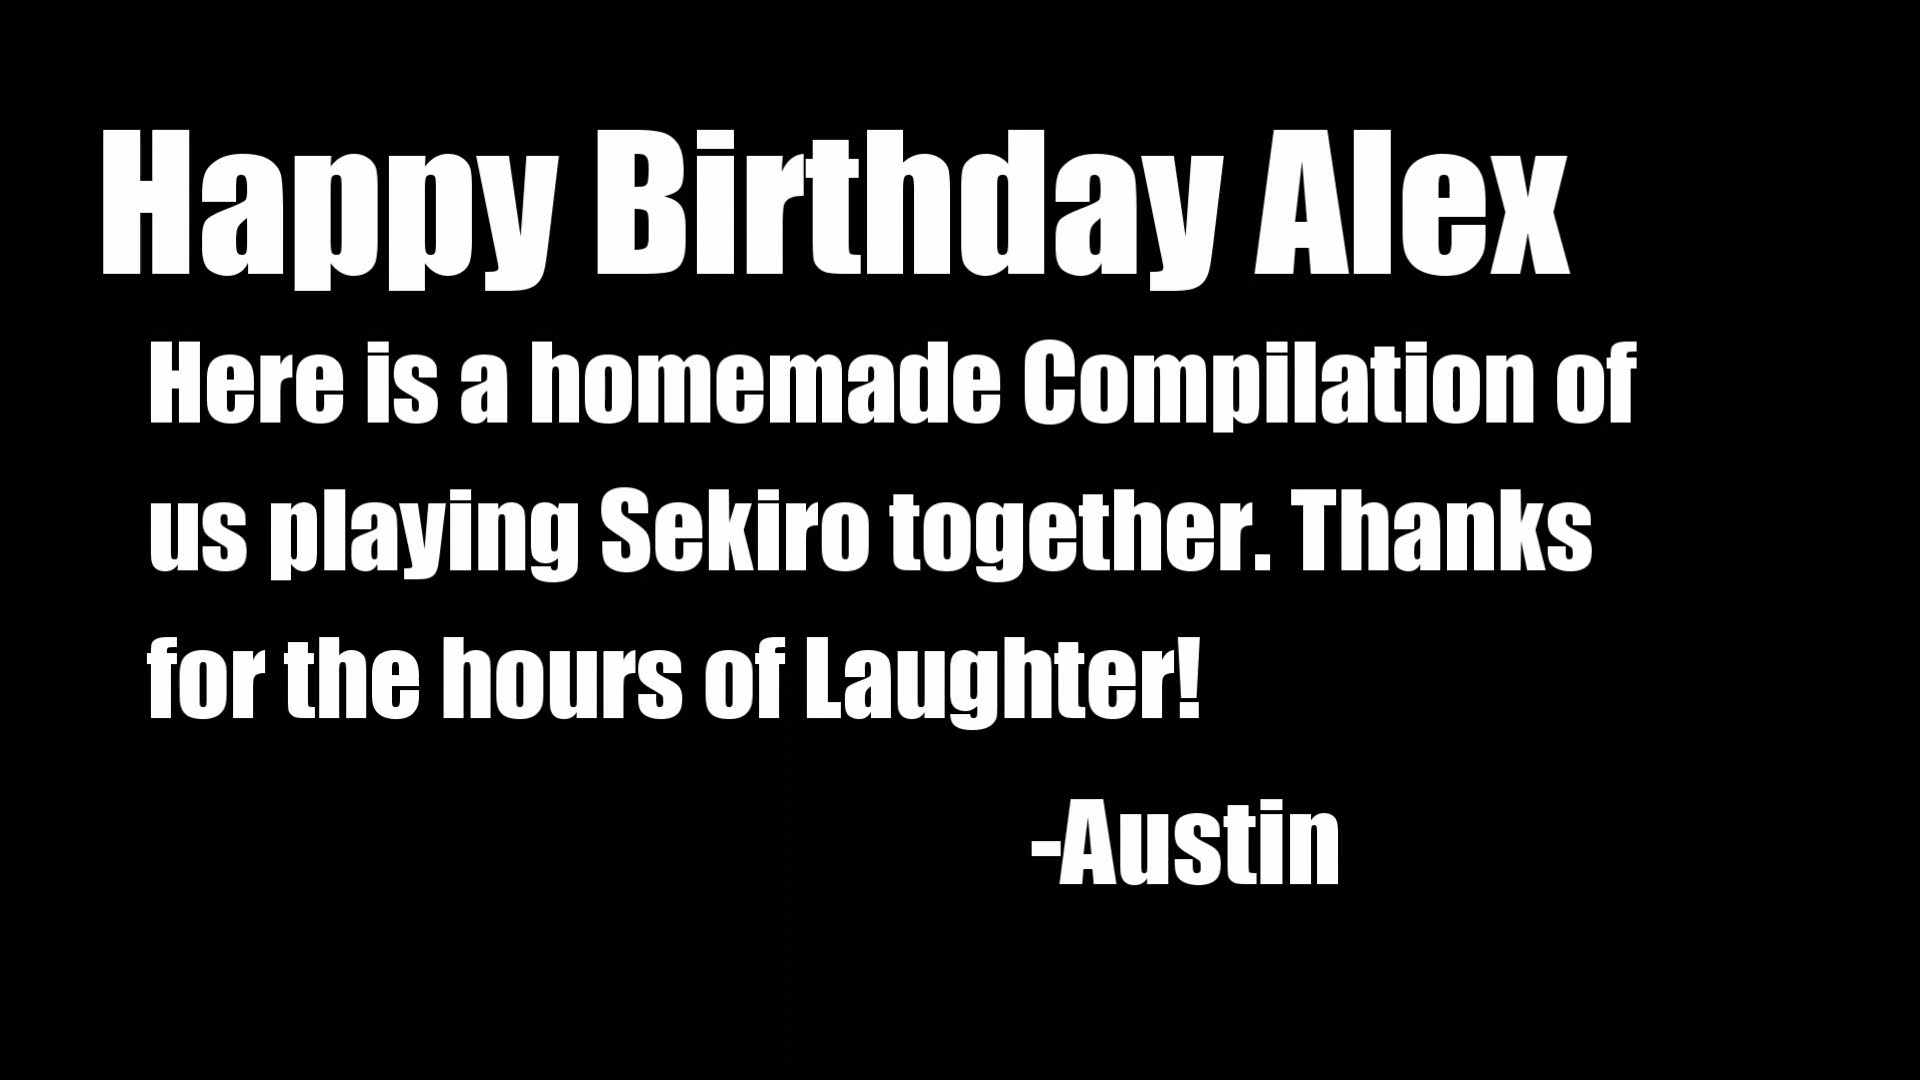 Happy Birthday Alex
Here is a homemade Compilation of
us playing Sekiro together. Thanks
for the hours of Laughter!
-Austin